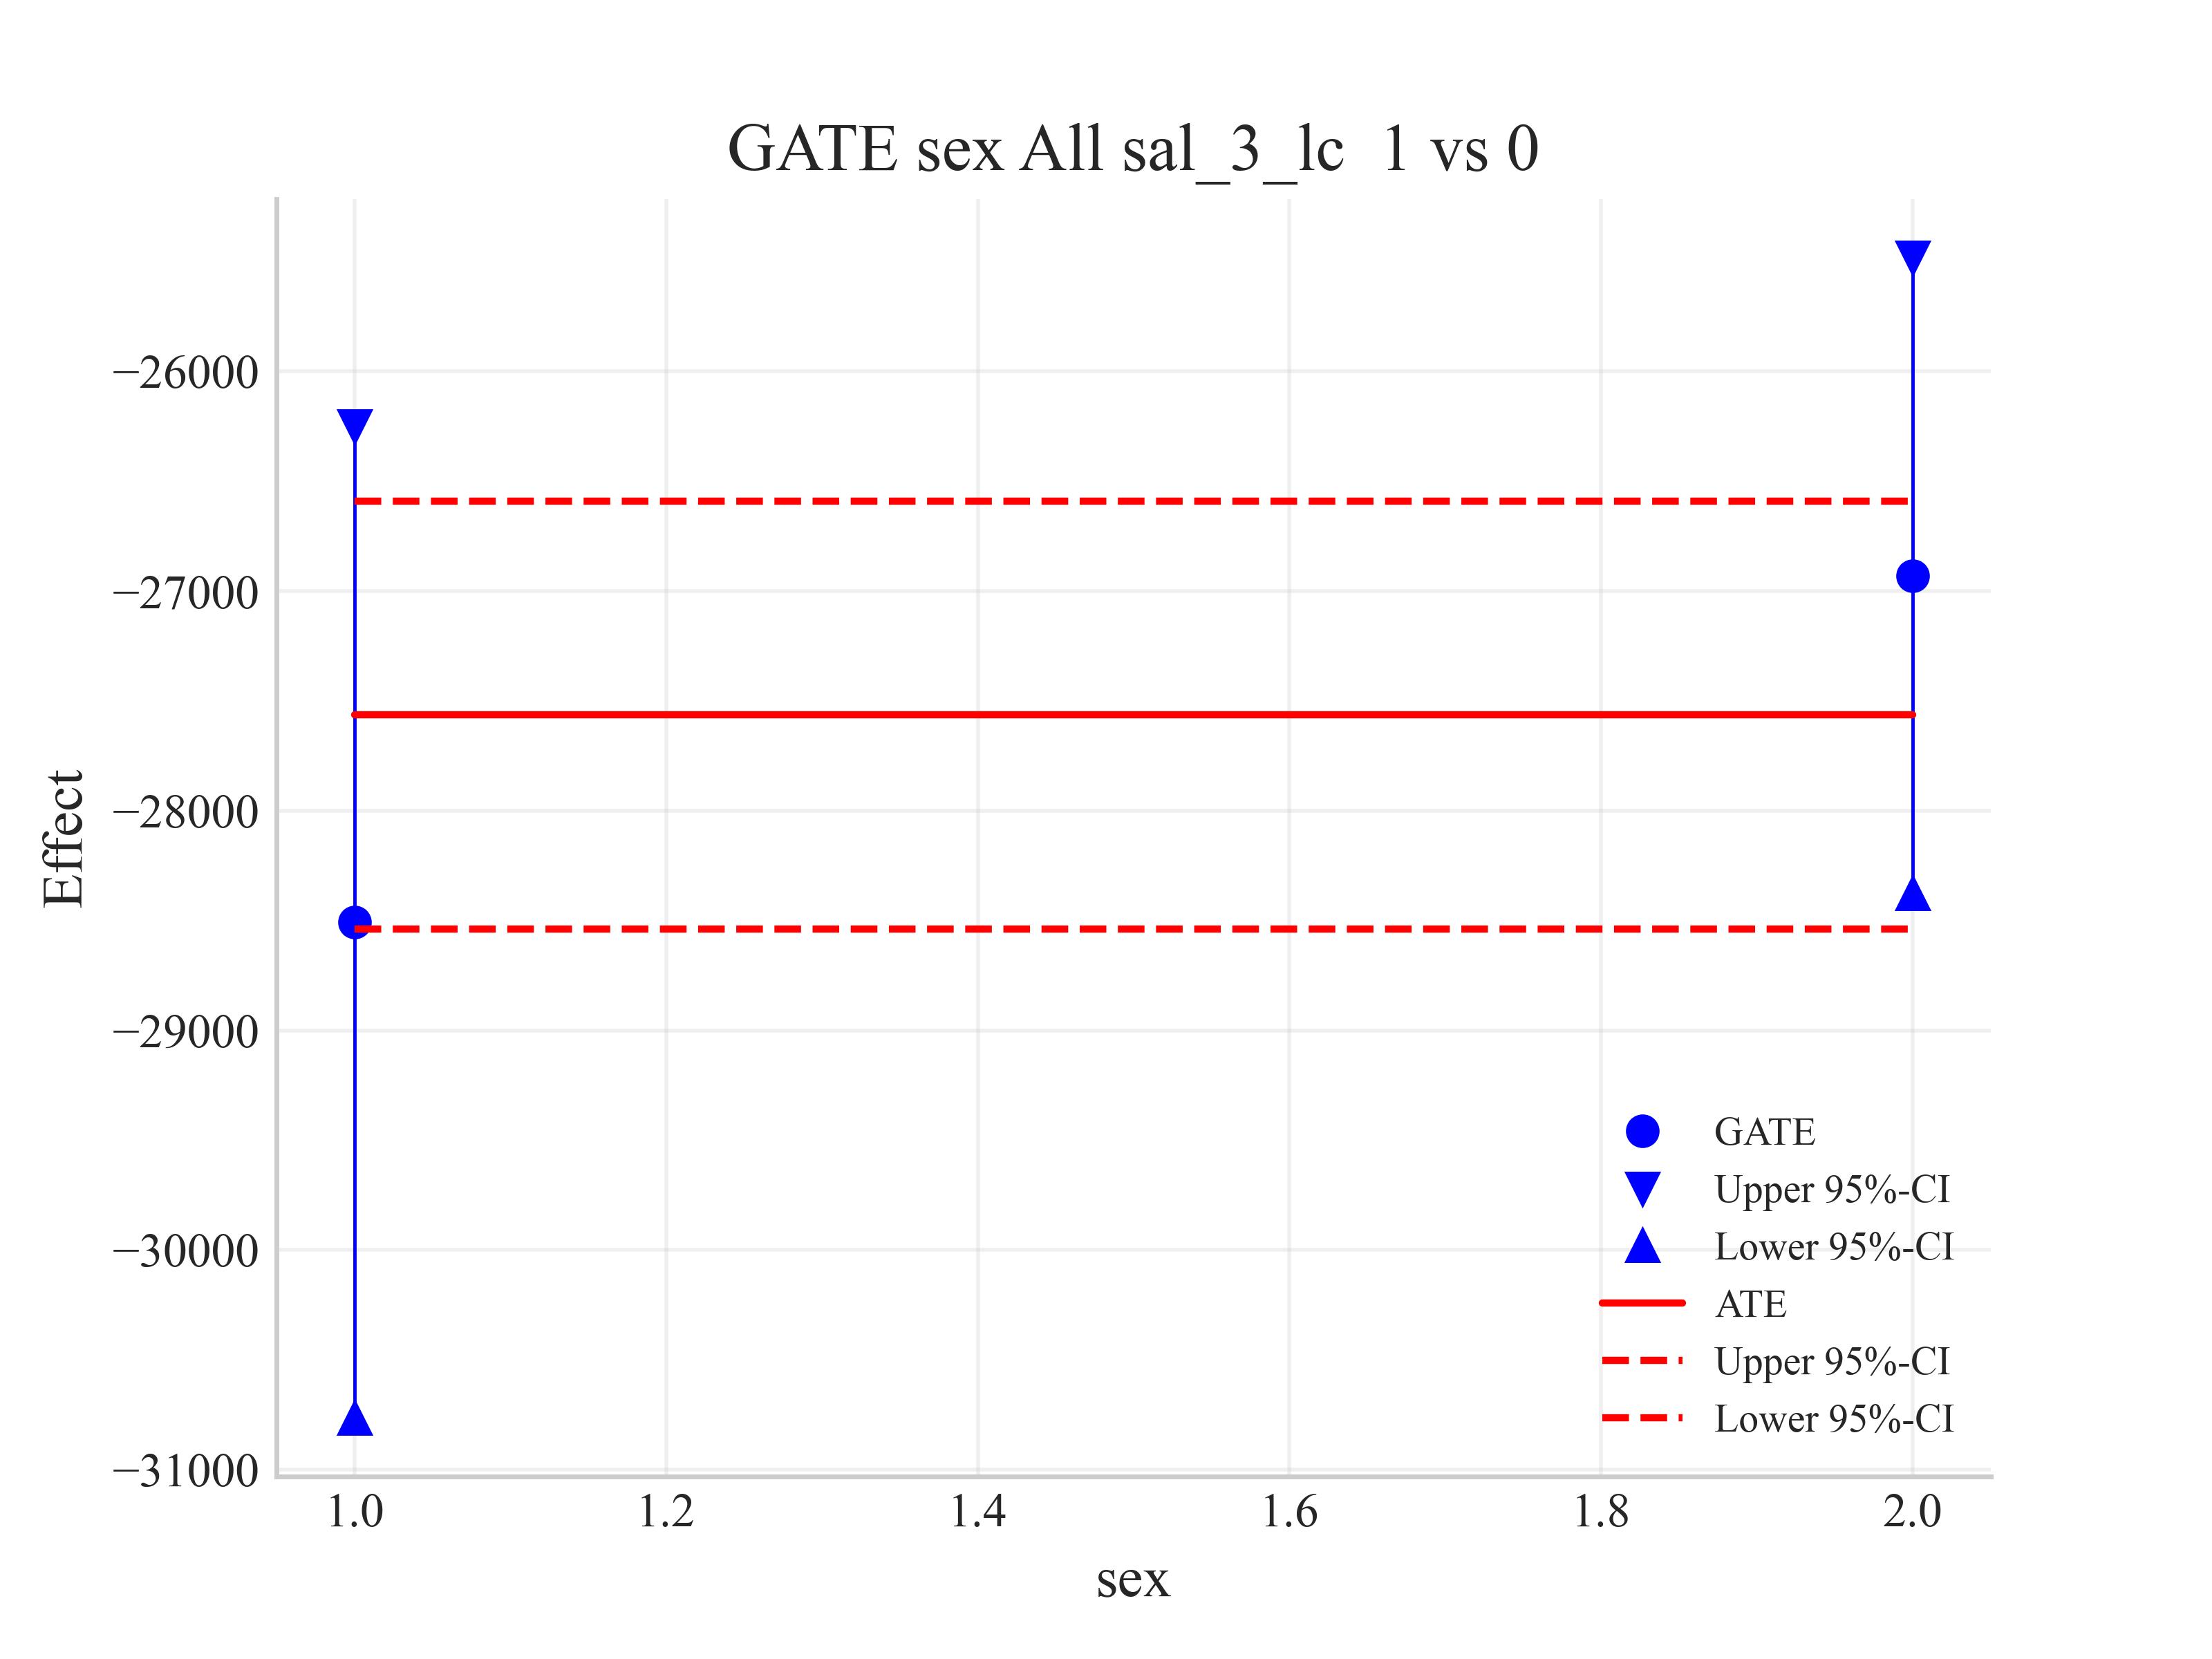 GATE sex All sal_3_lc  1 vs 0
Effect
−26000
−27000
−28000
−29000
−30000
−31000
GATE
Upper 95%-CI
Lower 95%-CI
ATE
Upper 95%-CI
Lower 95%-CI
1.0 1.2 1.4 1.6 1.8 2.0
sex